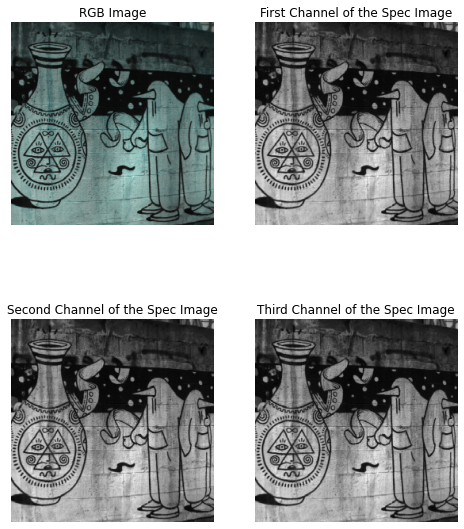 RGB Image
First Channel of the Spec Image
Second Channel of the Spec Image
Third Channel of the Spec Image